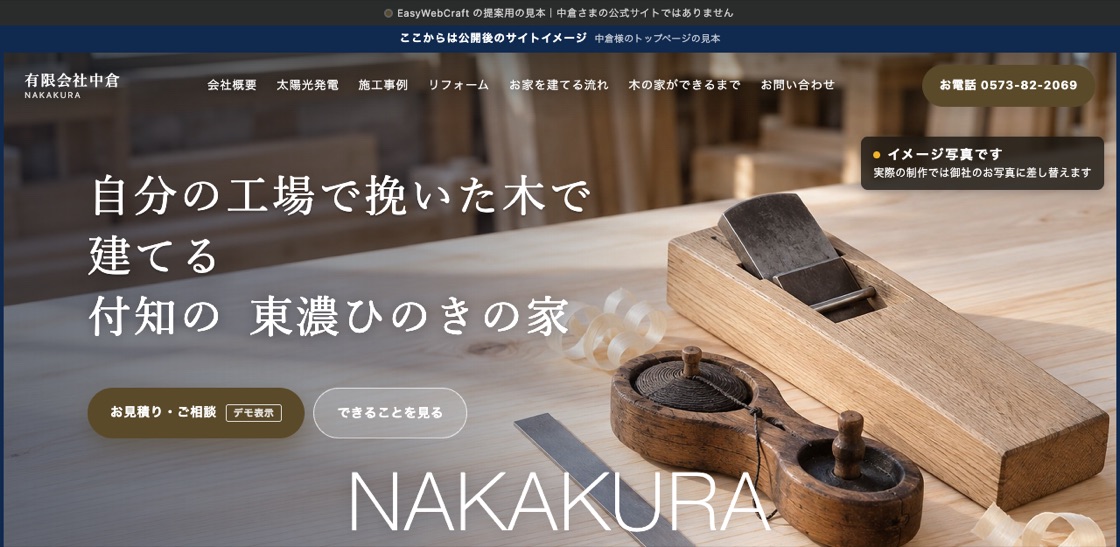 EasyWebCraft の提案用の見本｜中倉さまの公式サイトではありません
ここからは公開後のサイトイメージ 中倉様のトップページの見本
有限会社中倉
NAKAKURA
会社概要 太陽光発電 施工事例 リフォーム お家を建てる流れ 木の家ができるまで お問い合わせ
お電話 0573-82-2069
イメージ写真です
実際の制作では御社のお写真に差し替えます
自分の工場で挽いた木で
建てる
付知の 東濃ひのきの家
お見積り・ご相談 デモ表示
できることを見る
NAKAKURA